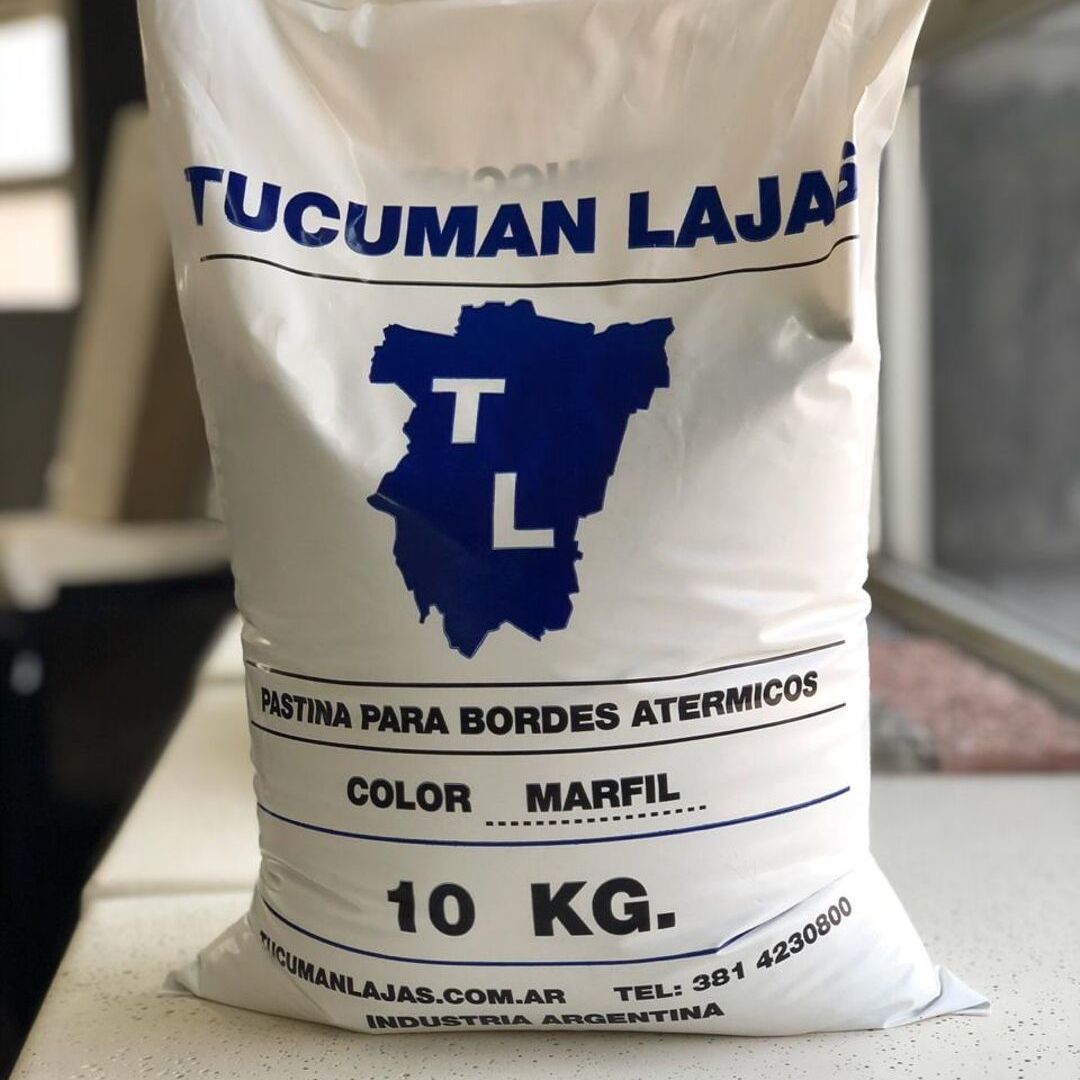 TUCUMAN LAJAS
T
L
PASTINA PARA BORDES ATERMICOS
COLOR MARFIL
10 KG.
TUCUMANLAJAS.COM.AR TEL: 381 4230800
INDUSTRIA ARGENTINA